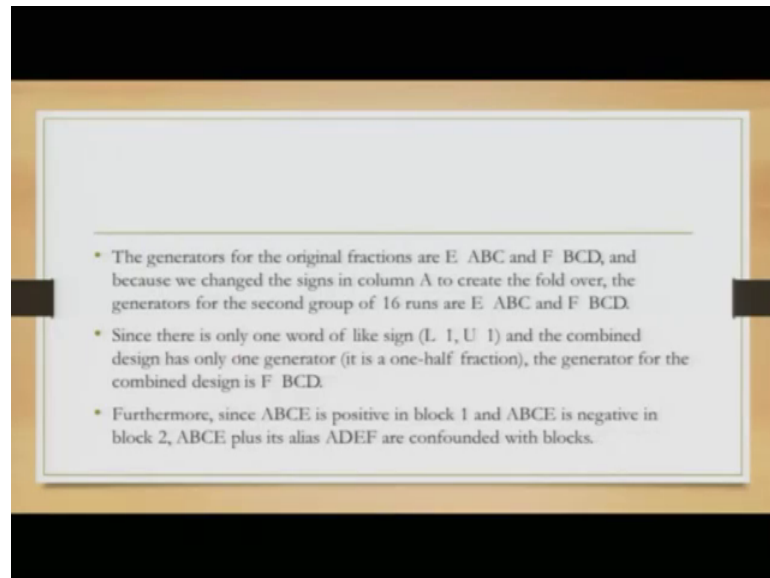 • The generators for the original fractions are E ABC and F BCD, and
because we changed the signs in column A to create the fold over, the
generators for the second group of 16 runs are E ABC and F BCD.
• Since there is only one word of like sign (L 1, U 1) and the combined
design has only one generator (it is a one-half fraction), the generator for the
combined design is F BCD.
• Furthermore, since ABCE is positive in block 1 and ABCE is negative in
block 2, ABCE plus its alias ADEF are confounded with blocks.